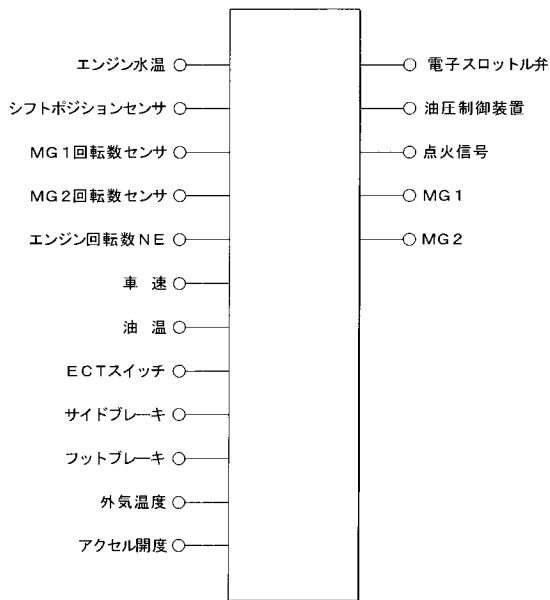 エンジン水温
シフトポジションセンサ
MG1回転数センサ
MG2回転数センサ
エンジン回転数NE
車 速
油 温
ECTスイッチ
サイドブレーキ
フットブレーキ
外気温度
アクセル開度
電子スロットル弁
油圧制御装置
点火信号
MG1
MG2